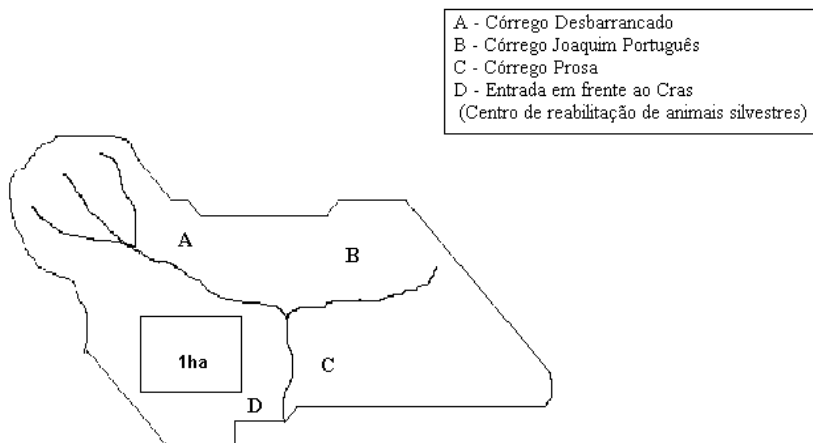 A - Córrego Desbarrancado
B - Córrego Joaquim Português
C - Córrego Prosa
D - Entrada em frente ao Cras
(Centro de reabilitação de animais silvestres)
A
B
1ha
C
D